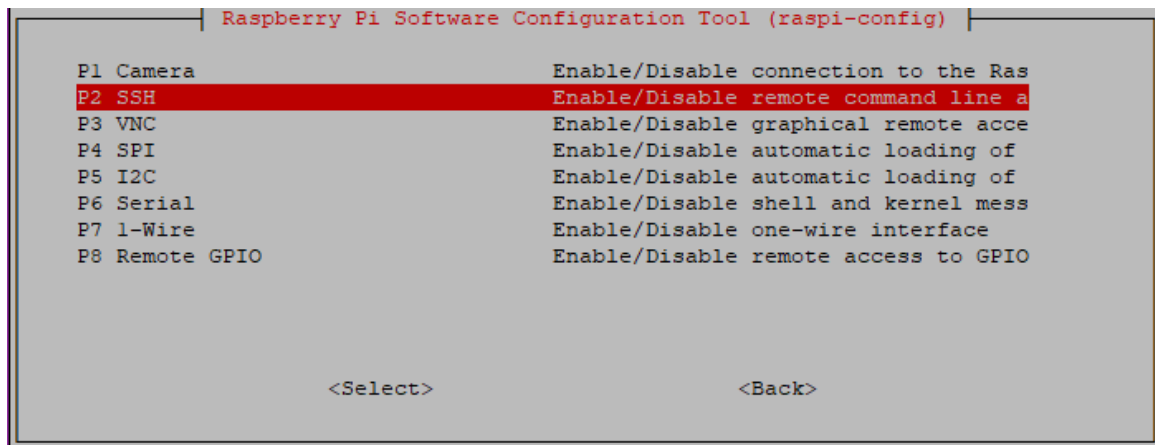 Raspberry Pi Software Configuration Tool (raspi-config)
P1 Camera Enable/Disable connection to the Ras
P2 SSH Enable/Disable remote command line a
P3 VNC Enable/Disable graphical remote acce
P4 SPI Enable/Disable automatic loading of
P5 I2C Enable/Disable automatic loading of
P6 Serial Enable/Disable shell and kernel mess
P7 1-Wire Enable/Disable one-wire interface
P8 Remote GPIO Enable/Disable remote access to GPIO
<Select> <Back>